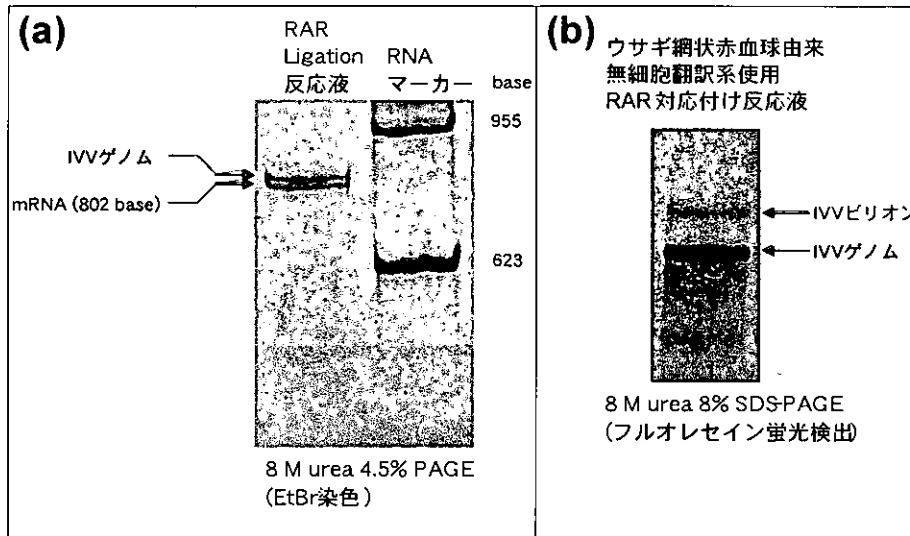 (a)
RAR
Ligation
反応液
RNA
マーカー
base
955
IVVゲノム
mRNA (802 base)
623
8 M urea 4.5% PAGE
(EtBr染色)
(b)
ウサギ網状赤血球由来
無細胞翻訳系使用
RAR対応付け反応液
IVVビリオン
IVVゲノム
8 M urea 8% SDS-PAGE
(フルオレセイン蛍光検出)